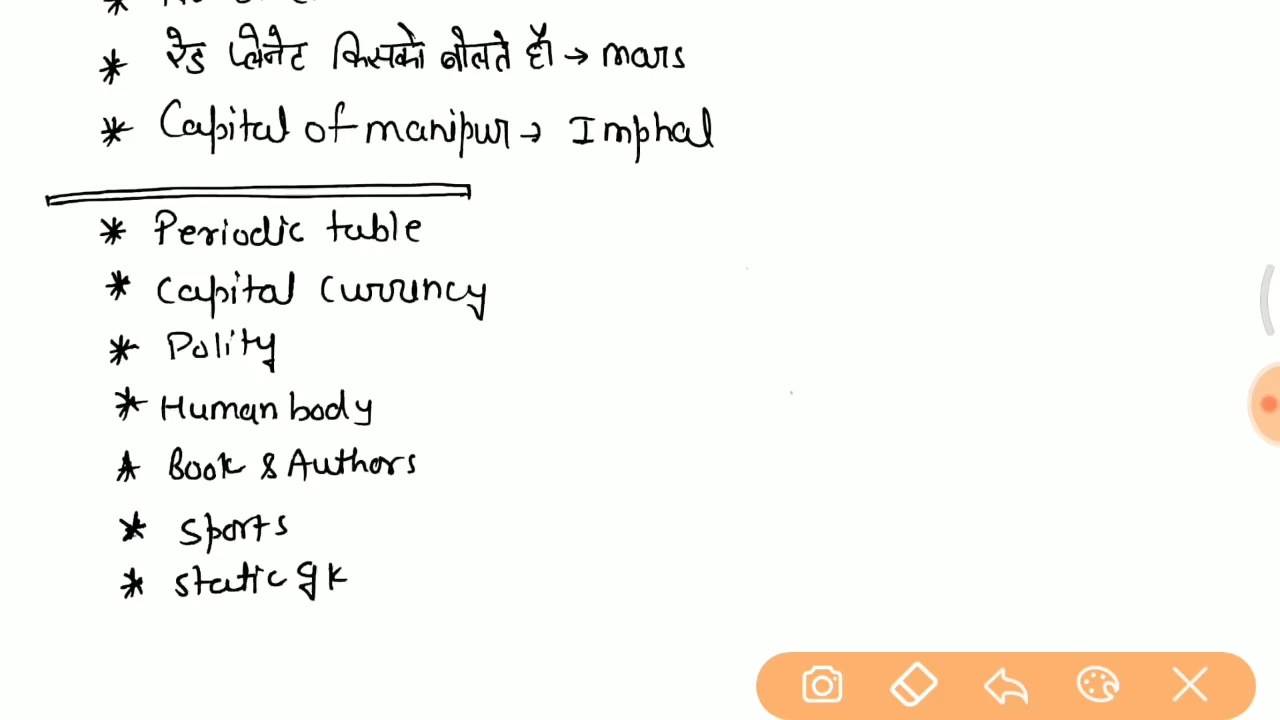 * रेड प्लेनेट किसको बोलते हैं → mars
* Capital of manipur → Imphal
* Periodic table
* Capital Currency
* Polity
* Human body
* Book & Authors
* Sports
* Static gk